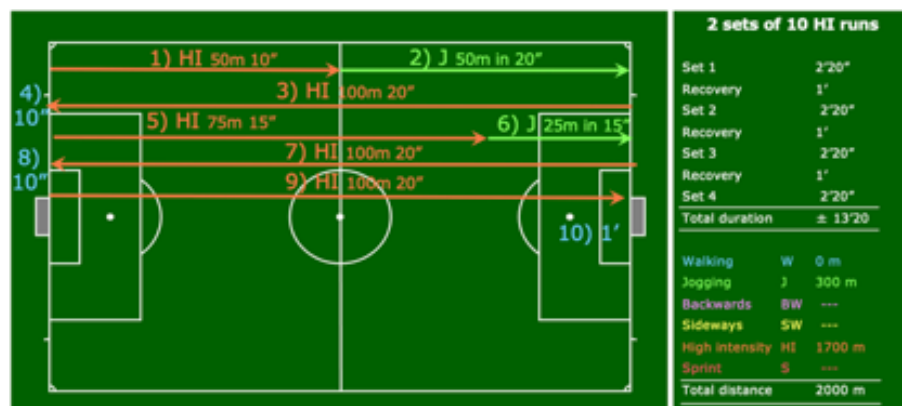 1) HI 50m 10”
2) J 50m in 20”
3) HI 100m 20”
4)
10”
5) HI 75m 15”
6) J 25m in 15”
7) HI 100m 20”
8)
10”
9) HI 100m 20”
10) 1’
2 sets of 10 HI runs
Set 1 2’20”
Recovery 1’
Set 2 2’20”
Recovery 1’
Set 3 2’20”
Recovery 1’
Set 4 2’20”
Total duration ± 13’20
Walking W 0 m
Jogging J 300 m
Backwards BW ---
Sideways SW ---
High intensity HI 1700 m
Sprint S ---
Total distance 2000 m